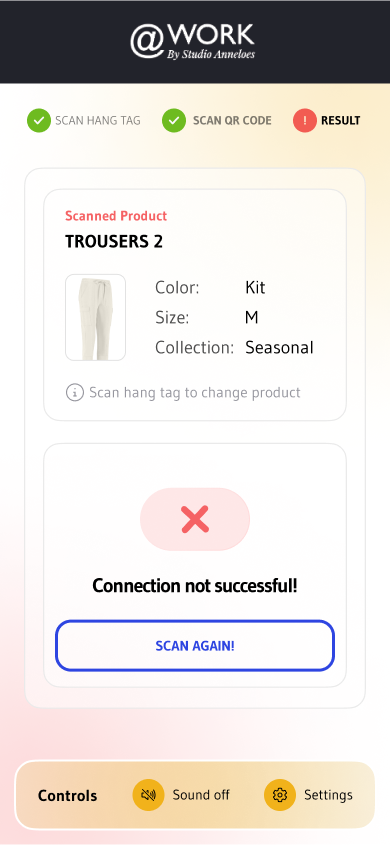 @WORK
By Studio Anneloes
SCAN HANG TAG SCAN QR CODE ! RESULT
Scanned Product
TROUSERS 2
Color: Kit
Size: M
Collection: Seasonal
Scan hang tag to change product
Connection not successful!
SCAN AGAIN!
Controls Sound off Settings